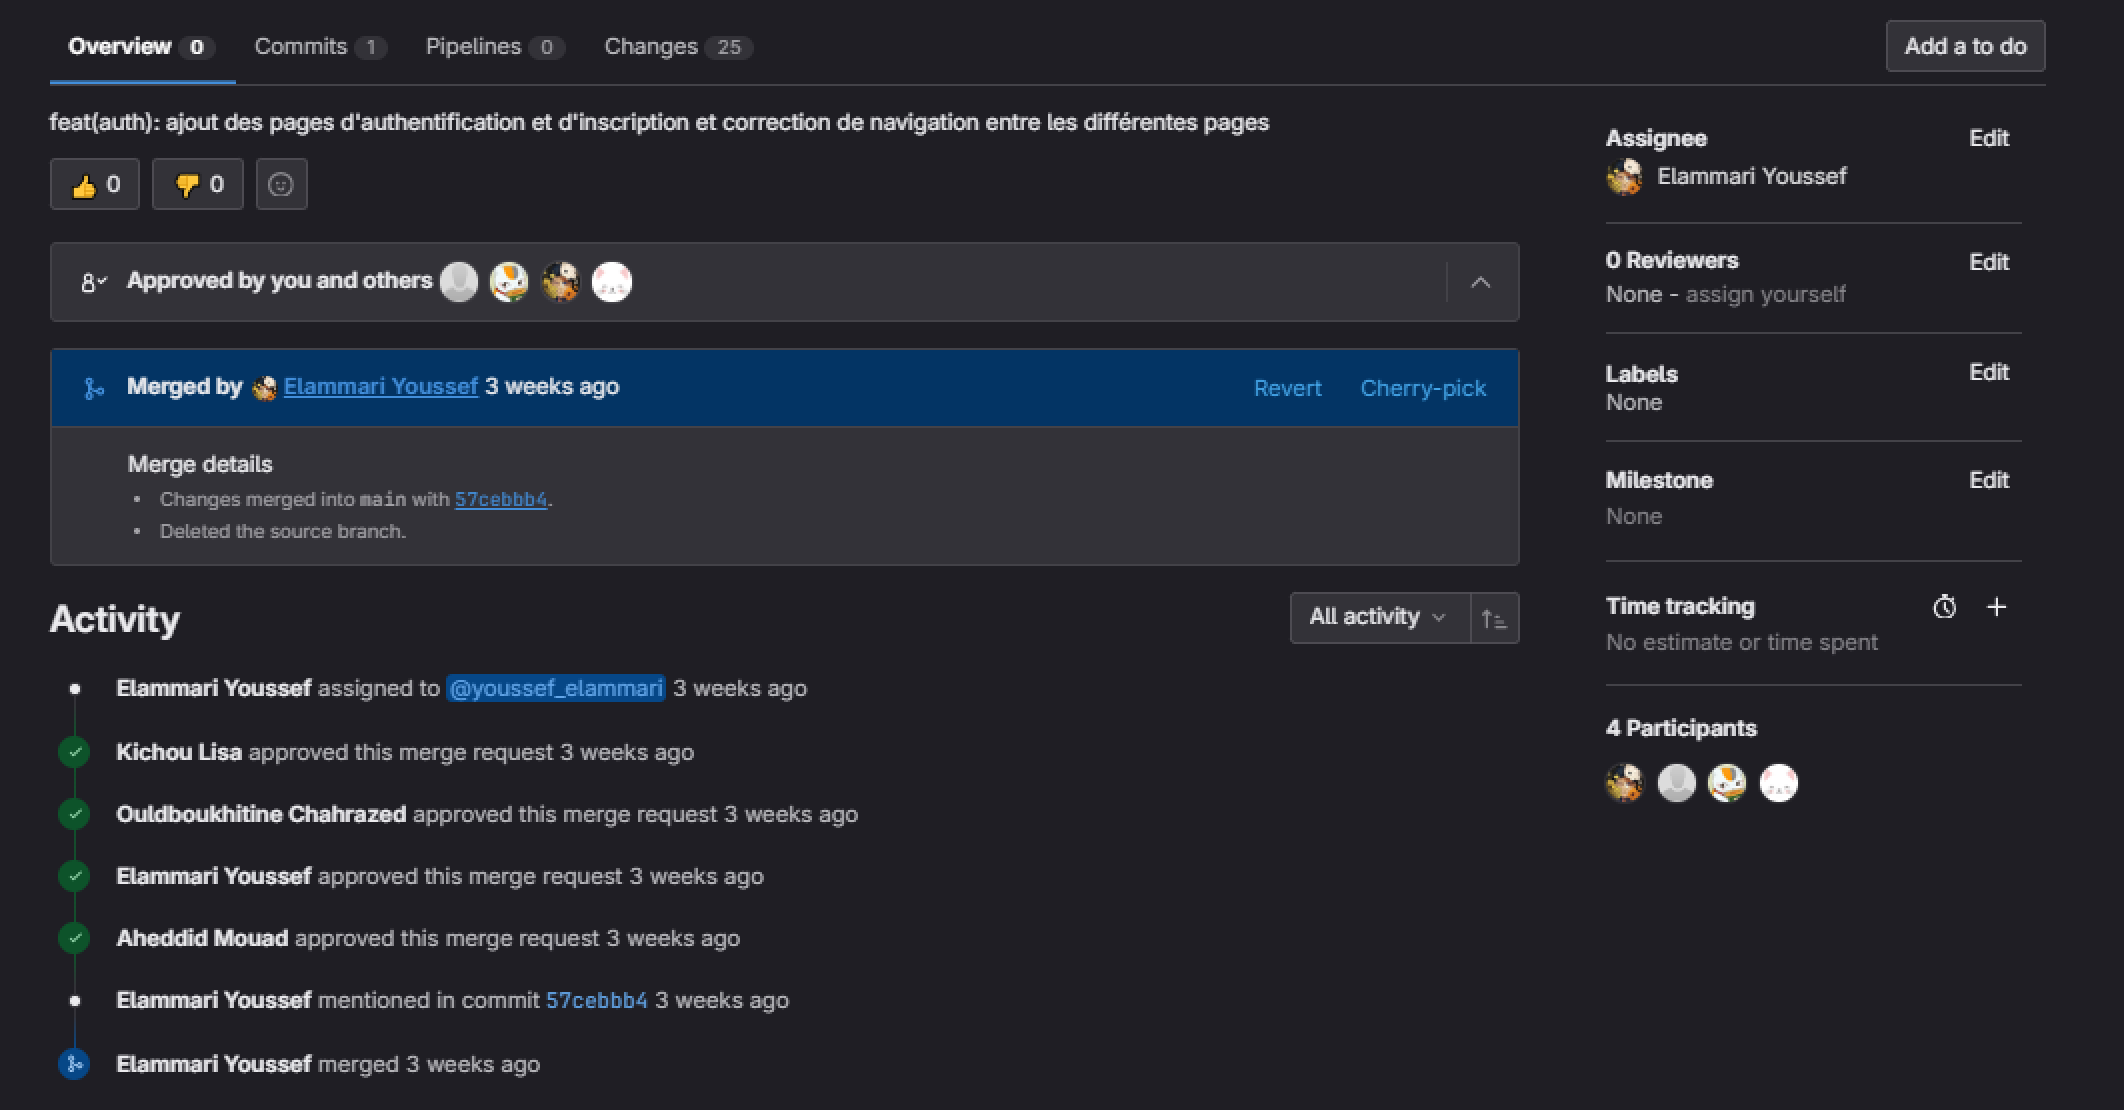 Overview 0 Commits 1 Pipelines 0 Changes 25 Add a to do
feat(auth): ajout des pages d'authentification et d'inscription et correction de navigation entre les différentes pages
0 0
Approved by you and others
Merged by Elammari Youssef 3 weeks ago Revert Cherry-pick
Merge details
• Changes merged into main with 57cebbb4.
• Deleted the source branch.
Activity All activity
Elammari Youssef assigned to @youssef_elammari 3 weeks ago
Kichou Lisa approved this merge request 3 weeks ago
Ouldboukhitine Chahrazed approved this merge request 3 weeks ago
Elammari Youssef approved this merge request 3 weeks ago
Aheddid Mouad approved this merge request 3 weeks ago
Elammari Youssef mentioned in commit 57cebbb4 3 weeks ago
Elammari Youssef merged 3 weeks ago
Assignee Edit
Elammari Youssef
0 Reviewers Edit
None - assign yourself
Labels Edit
None
Milestone Edit
None
Time tracking
No estimate or time spent
4 Participants